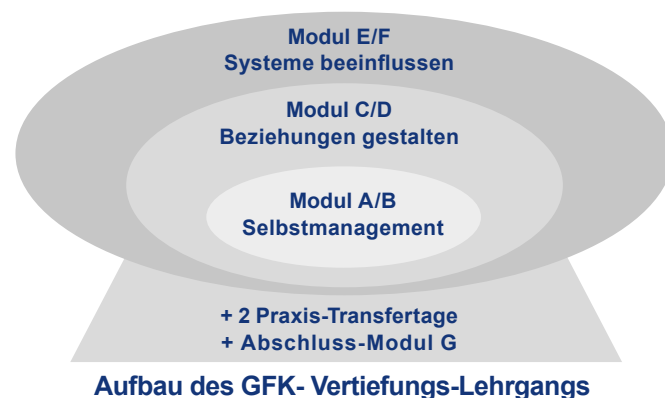 Modul E/F
Systeme beeinflussen
Modul C/D
Beziehungen gestalten
Modul A/B
Selbstmanagement
+ 2 Praxis-Transfertage
+ Abschluss-Modul G
Aufbau des GFK- Vertiefungs-Lehrgangs